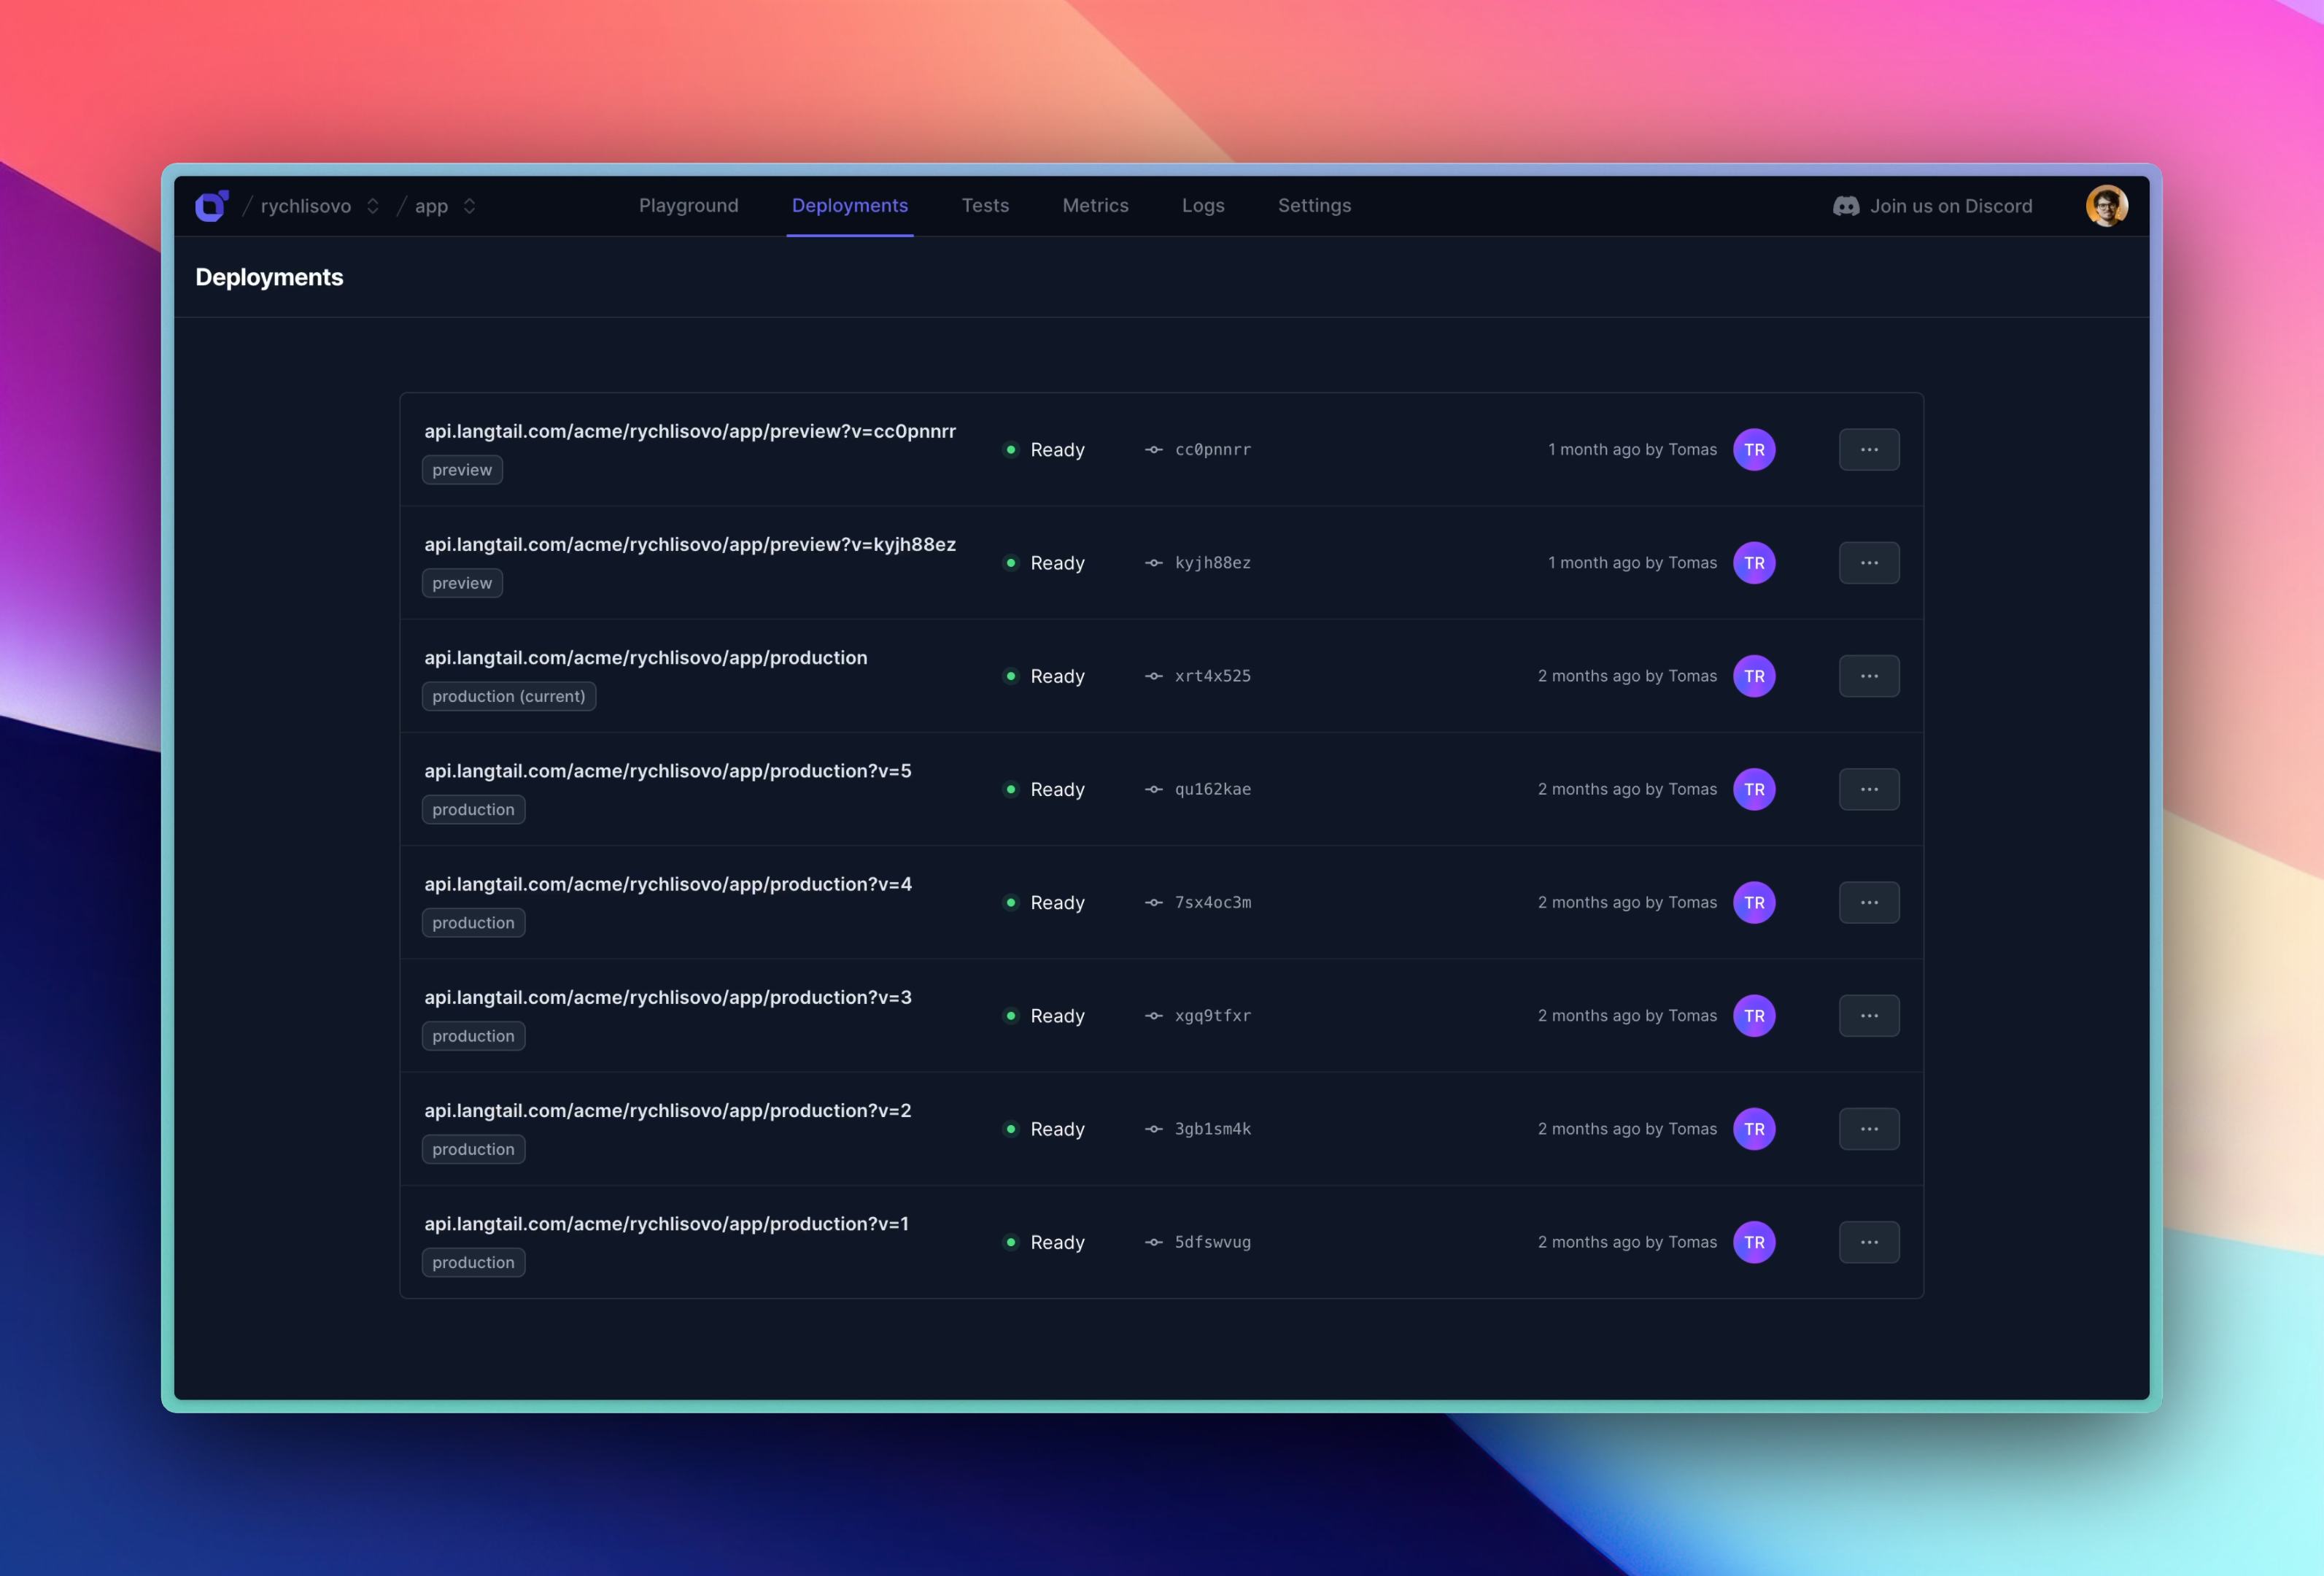 / rychlisovo / app Playground Deployments Tests Metrics Logs Settings Join us on Discord
Deployments
api.langtail.com/acme/rychlisovo/app/preview?v=cc0pnnrr
preview
Ready cc0pnnrr 1 month ago by Tomas TR ...
api.langtail.com/acme/rychlisovo/app/preview?v=kyjh88ez
preview
Ready kyjh88ez 1 month ago by Tomas TR ...
api.langtail.com/acme/rychlisovo/app/production
production (current)
Ready xrt4x525 2 months ago by Tomas TR ...
api.langtail.com/acme/rychlisovo/app/production?v=5
production
Ready qu162kae 2 months ago by Tomas TR ...
api.langtail.com/acme/rychlisovo/app/production?v=4
production
Ready 7sx4oc3m 2 months ago by Tomas TR ...
api.langtail.com/acme/rychlisovo/app/production?v=3
production
Ready xgq9tfxr 2 months ago by Tomas TR ...
api.langtail.com/acme/rychlisovo/app/production?v=2
production
Ready 3gb1sm4k 2 months ago by Tomas TR ...
api.langtail.com/acme/rychlisovo/app/production?v=1
production
Ready 5dfswvug 2 months ago by Tomas TR ...